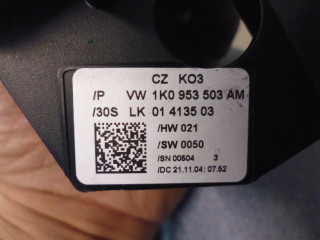 CZ KO3
/P VW 1K0 953 503 AM
/30S LK 01 4135 03
/HW 021
/SW 0050
/SN 00504 3
/DC 21.11.04: 07.52